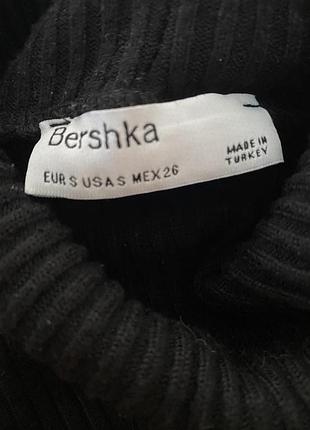 Bershka
EUR S USA S MEX 26
MADE IN
TURKEY